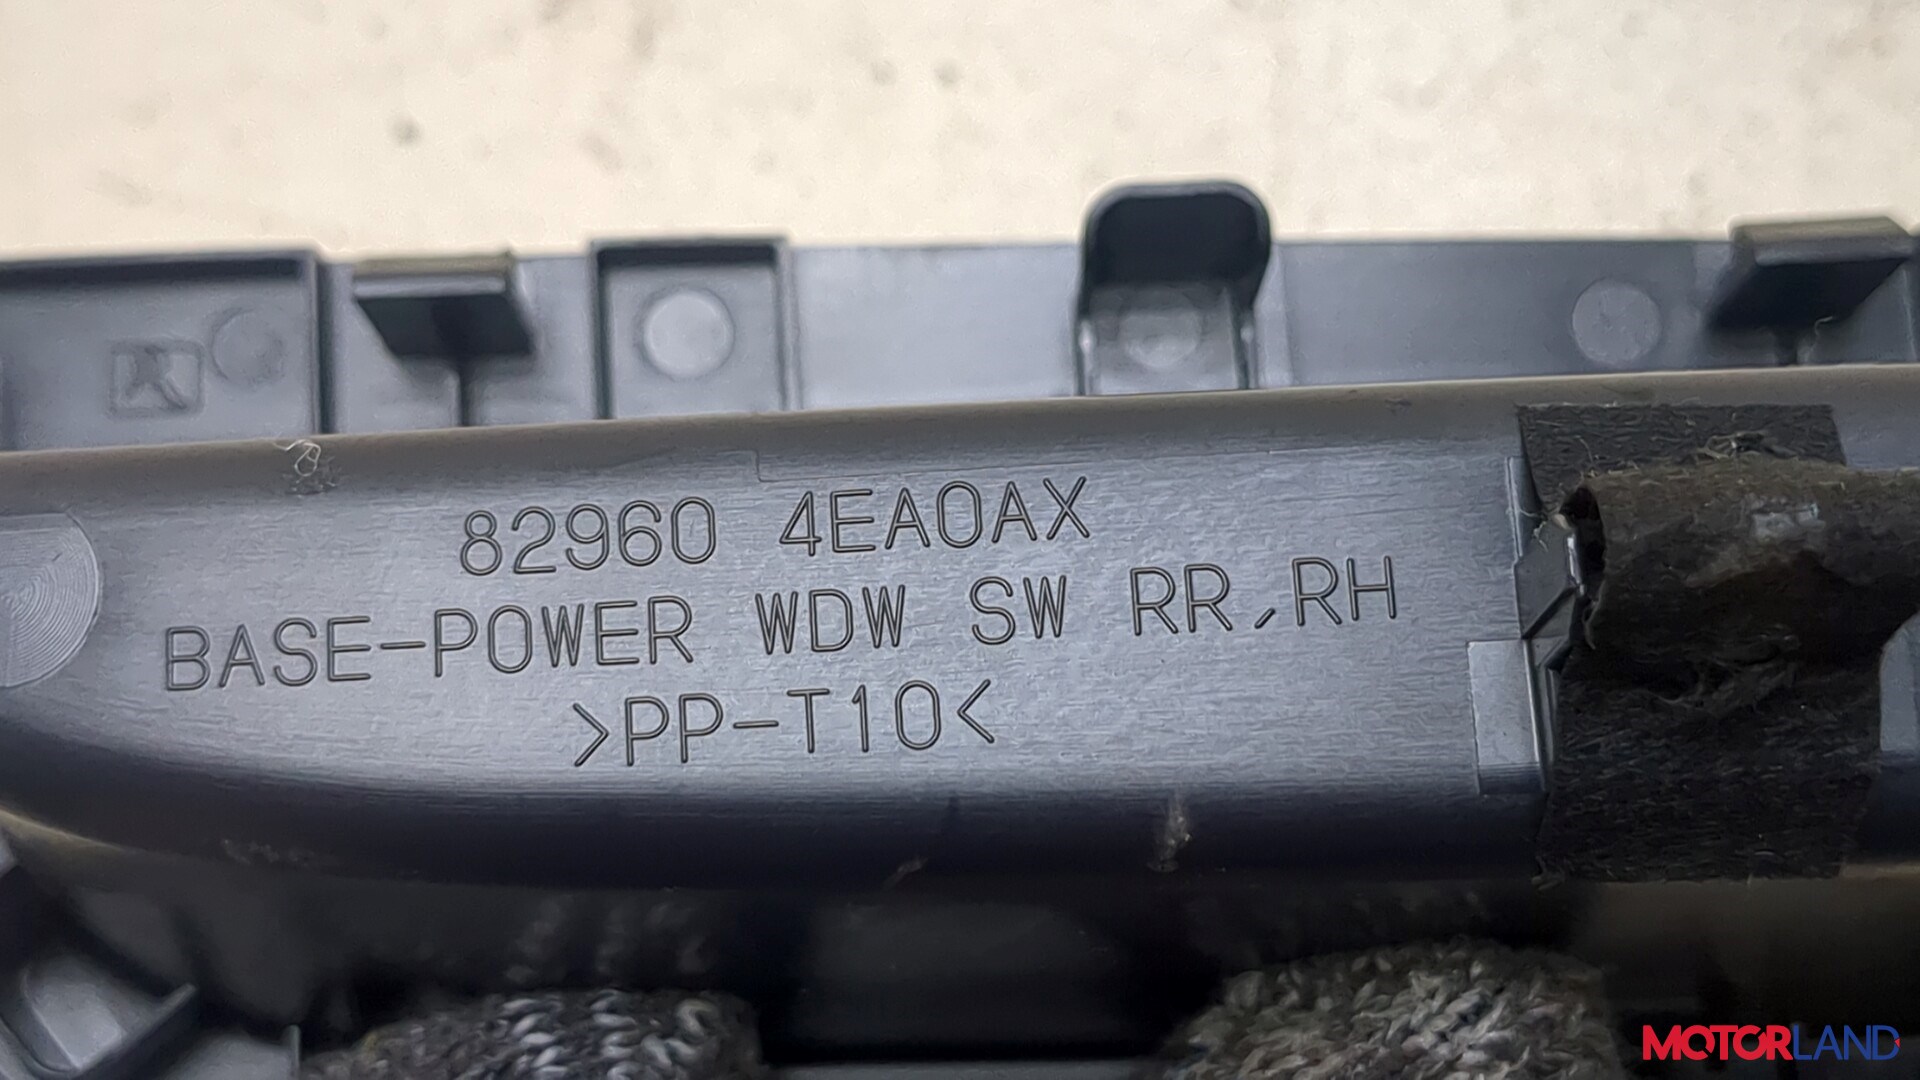 82960 4EA0AX
BASE-POWER WDW SW RR,RH
>PP-T10<
MOTORLAND